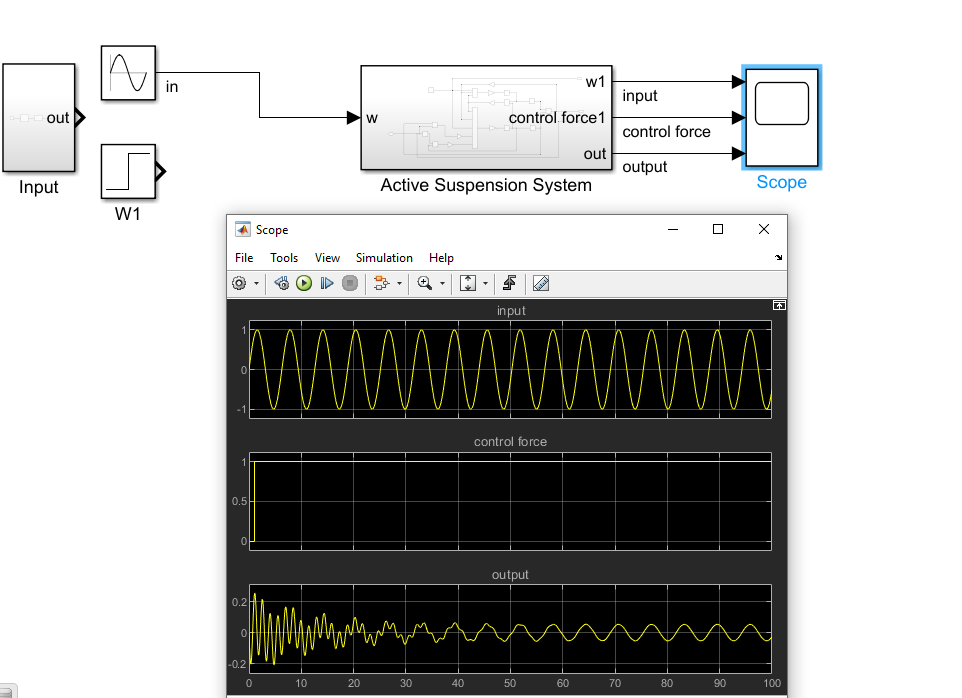 in
out
Input
W1
w
w1
control force1
out
input
control force
output
Active Suspension System
Scope
Scope
File Tools View Simulation Help
input
1
0
-1
control force
1
0.5
0
output
0.2
0
-0.2
0 10 20 30 40 50 60 70 80 90 100